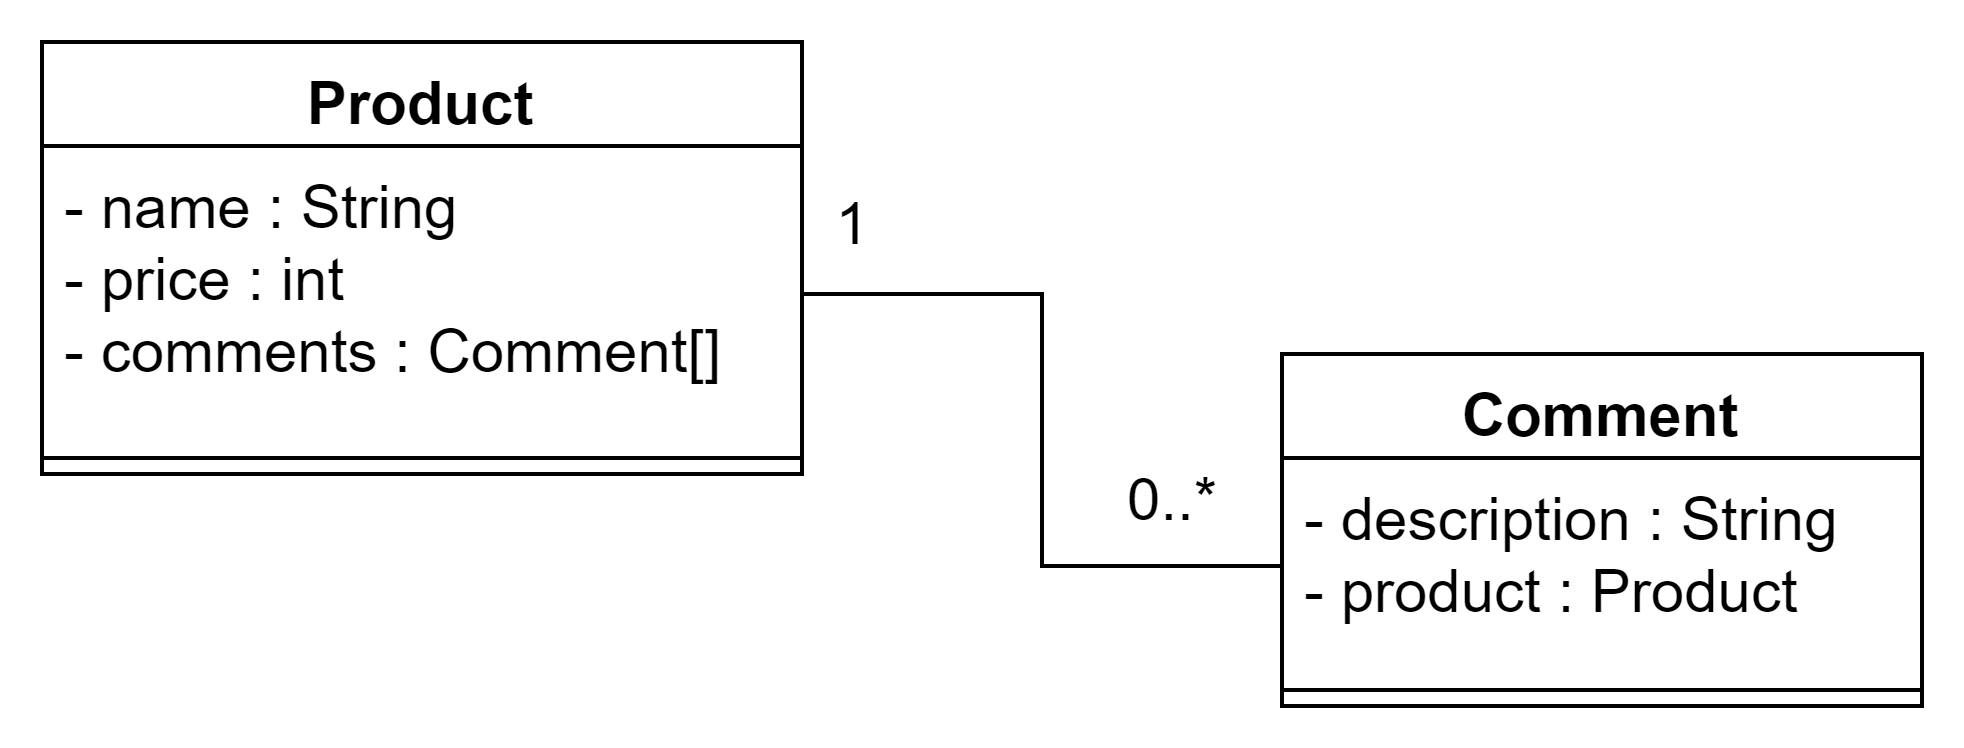 Product
- name : String
- price : int
- comments : Comment[]
1
0..*
Comment
- description : String
- product : Product